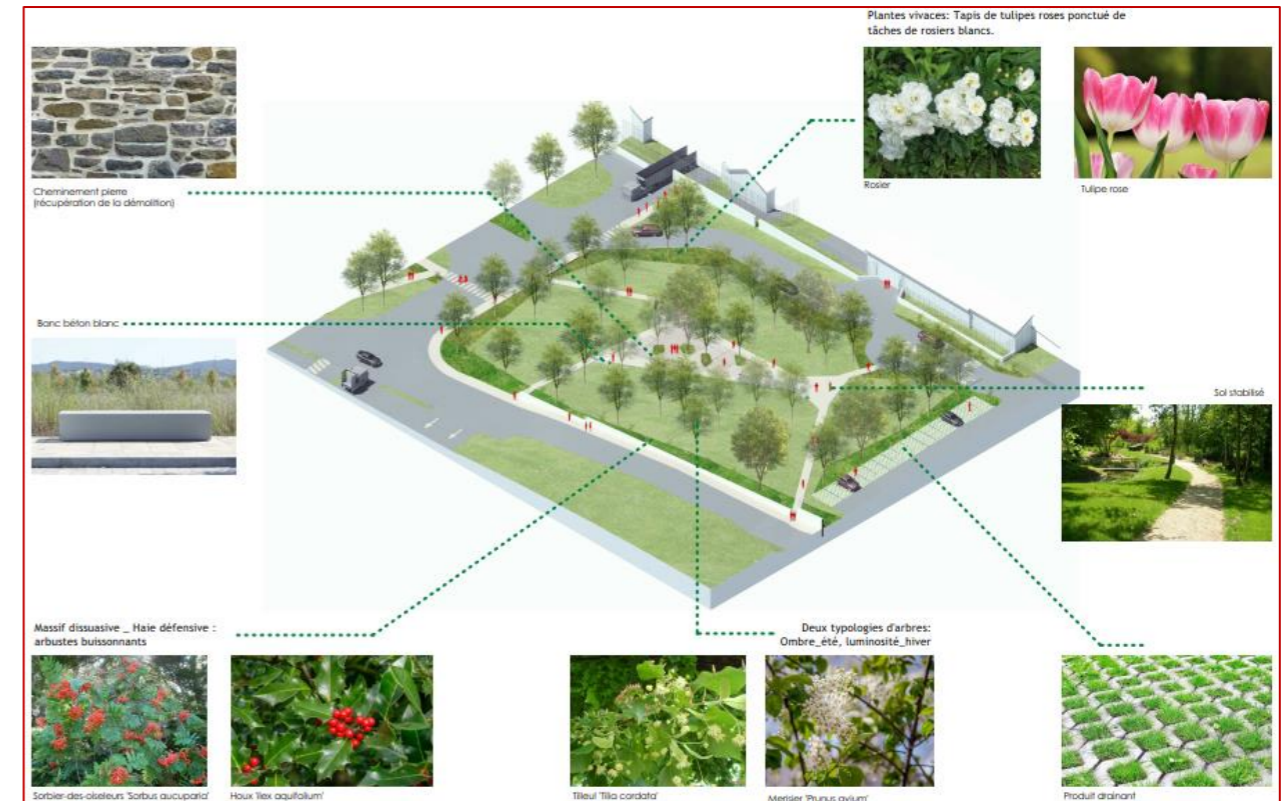 Plantes vivaces: Tapis de tulipes roses ponctué de
tâches de rosiers blancs.
Cheminement pierre
(récupération de la démolition)
Rosier
Tulipe rose
Banc béton blanc
Sol stabilisé
Massif dissuasive _ Haie défensive :
arbustes buissonnants
Deux typologies d'arbres:
Ombre_été, luminosité_hiver
Sorbier-des-oiseleurs 'Sorbus aucuparia'
Houx 'Ilex aquifolium'
Tilleul 'Tilia cordata'
Merisier 'Prunus avium'
Produit drainant